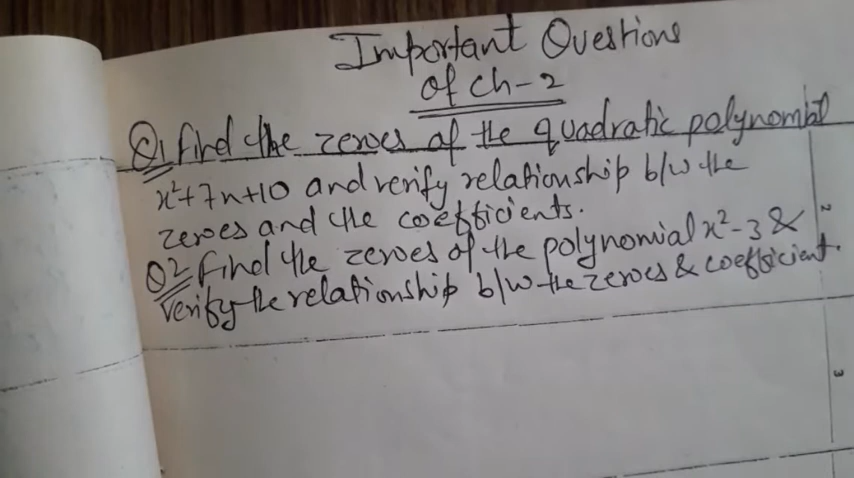 Important Questions
of Ch-2
Q1 Find the zeroes of the quadratic polynomial
x²+7x+10 and verify relationship b/w the
zeroes and the coefficients.
Q2 Find the zeroes of the polynomial x²-3 &
verify the relationship b/w the zeroes & coefficient.
2
3